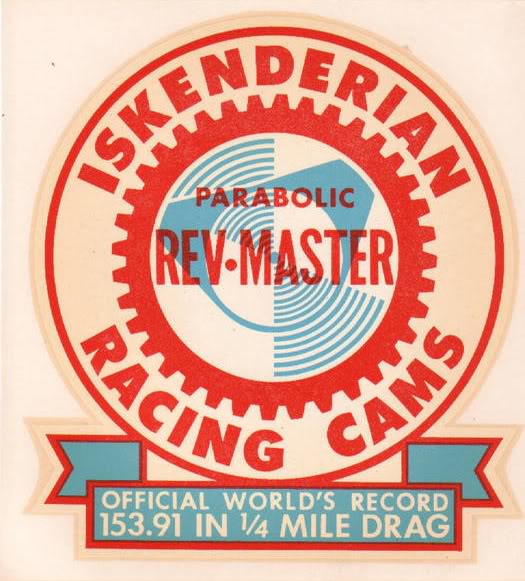 ISKENDERIAN
PARABOLIC
REV·MASTER
RACING CAMS
OFFICIAL WORLD'S RECORD
153.91 IN 1/4 MILE DRAG